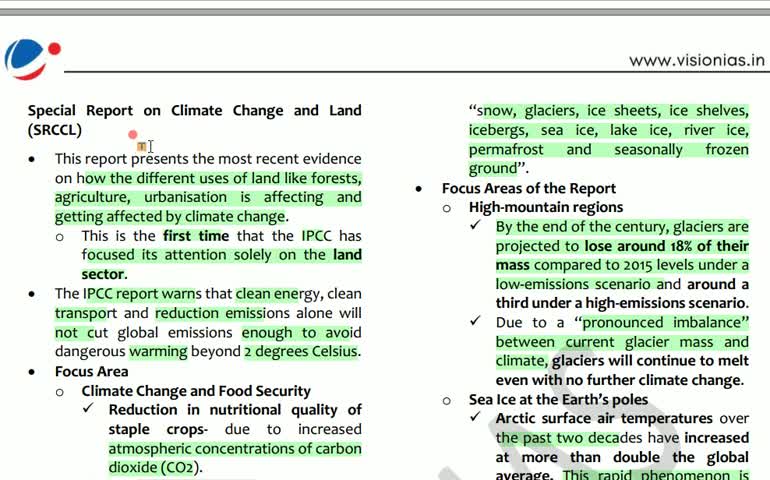 www.visionias.in
Special Report on Climate Change and Land
(SRCCL)
• This report presents the most recent evidence
on how the different uses of land like forests,
agriculture, urbanisation is affecting and
getting affected by climate change.
o This is the first time that the IPCC has
focused its attention solely on the land
sector.
• The IPCC report warns that clean energy, clean
transport and reduction emissions alone will
not cut global emissions enough to avoid
dangerous warming beyond 2 degrees Celsius.
• Focus Area
o Climate Change and Food Security
✓ Reduction in nutritional quality of
staple crops- due to increased
atmospheric concentrations of carbon
dioxide (CO2).
“snow, glaciers, ice sheets, ice shelves,
icebergs, sea ice, lake ice, river ice,
permafrost and seasonally frozen
ground”.
• Focus Areas of the Report
o High-mountain regions
✓ By the end of the century, glaciers are
projected to lose around 18% of their
mass compared to 2015 levels under a
low-emissions scenario and around a
third under a high-emissions scenario.
✓ Due to a “pronounced imbalance”
between current glacier mass and
climate, glaciers will continue to melt
even with no further climate change.
o Sea Ice at the Earth’s poles
✓ Arctic surface air temperatures over
the past two decades have increased
at more than double the global
average. This rapid phenomenon is